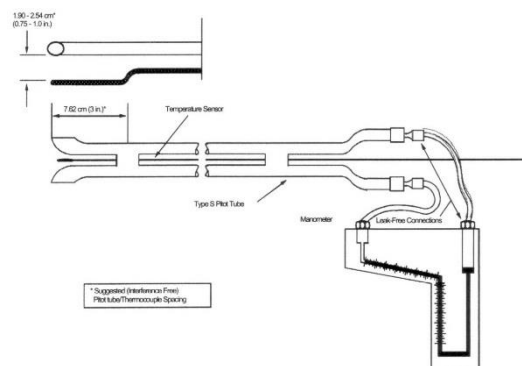 1.90 - 2.54 cm*
(0.75 - 1.0 in.)
7.62 cm (3 in.)*
Temperature Sensor
Type S Pitot Tube
Leak-Free Connections
Manometer
* Suggested (Interference Free)
Pitot tube/Thermocouple Spacing